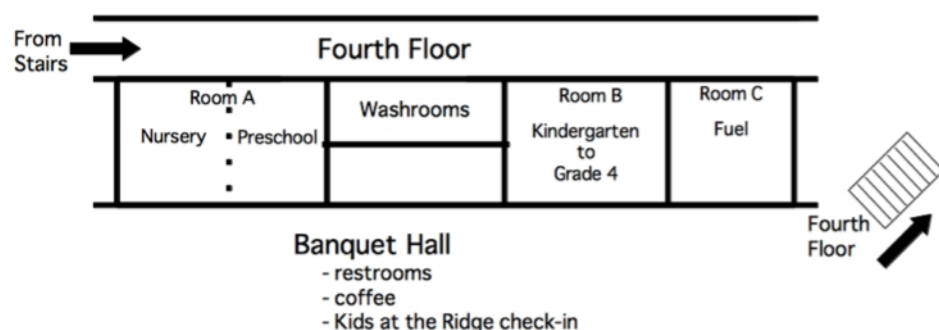 From
Stairs
Fourth Floor
Room A
Nursery
Preschool
Washrooms
Room B
Kindergarten
to
Grade 4
Room C
Fuel
Fourth
Floor
Banquet Hall
- restrooms
- coffee
- Kids at the Ridge check-in